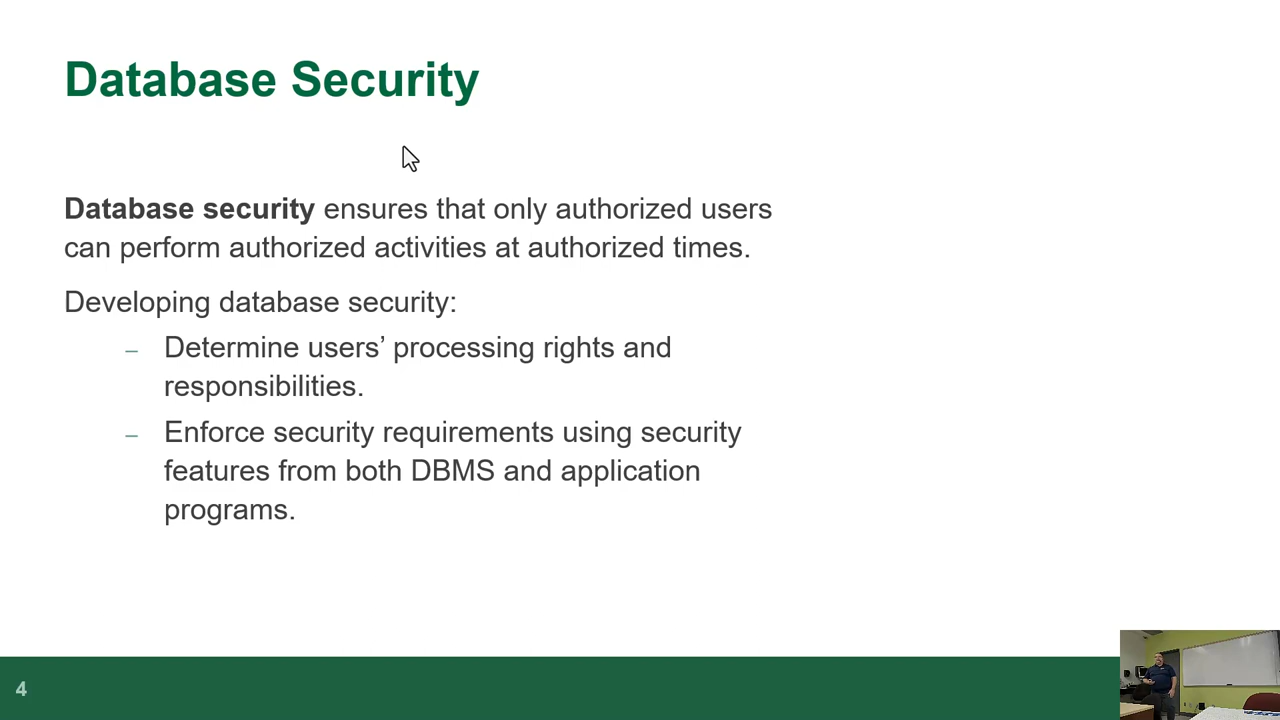 Database Security
Database security ensures that only authorized users
can perform authorized activities at authorized times.
Developing database security:
– Determine users’ processing rights and
responsibilities.
– Enforce security requirements using security
features from both DBMS and application
programs.
4